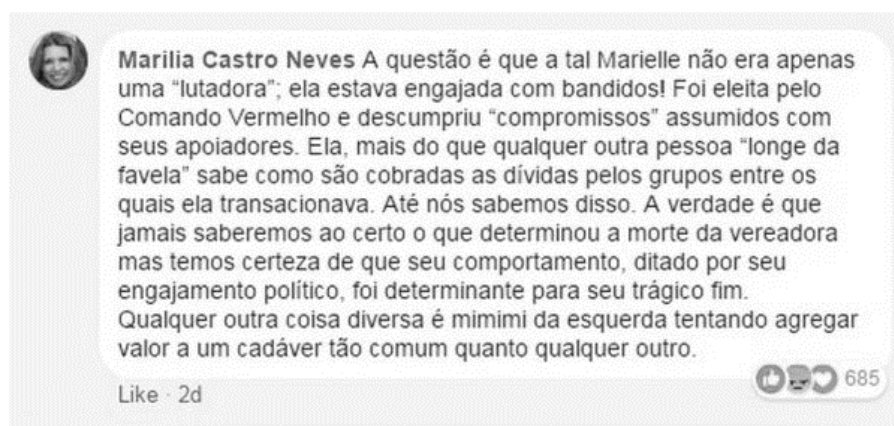 Marilia Castro Neves A questão é que a tal Marielle não era apenas
uma “lutadora”; ela estava engajada com bandidos! Foi eleita pelo
Comando Vermelho e descumpriu “compromissos” assumidos com
seus apoiadores. Ela, mais do que qualquer outra pessoa “longe da
favela” sabe como são cobradas as dívidas pelos grupos entre os
quais ela transacionava. Até nós sabemos disso. A verdade é que
jamais saberemos ao certo o que determinou a morte da vereadora
mas temos certeza de que seu comportamento, ditado por seu
engajamento político, foi determinante para seu trágico fim.
Qualquer outra coisa diversa é mimimi da esquerda tentando agregar
valor a um cadáver tão comum quanto qualquer outro.
685
Like · 2d